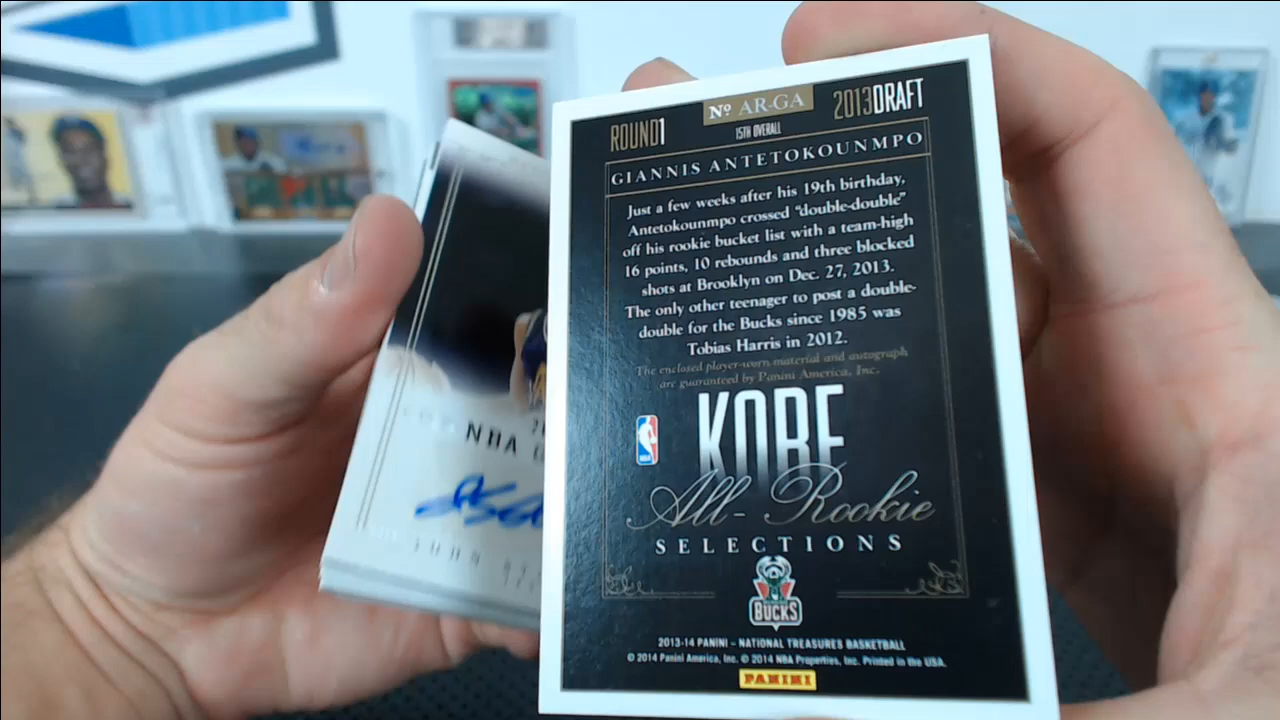 Nº AR-GA
ROUND1
15TH OVERALL
2013DRAFT
GIANNIS ANTETOKOUNMPO
Just a few weeks after his 19th birthday,
Antetokounmpo crossed “double-double”
off his rookie bucket list with a team-high
16 points, 10 rebounds and three blocked
shots at Brooklyn on Dec. 27, 2013.
The only other teenager to post a double-
double for the Bucks since 1985 was
Tobias Harris in 2012.
The enclosed player-worn material and autograph
are guaranteed by Panini America, Inc.
NBA
KOBE
All-Rookie
SELECTIONS
BUCKS
2013-14 PANINI – NATIONAL TREASURES BASKETBALL
© 2014 Panini America, Inc. © 2014 NBA Properties, Inc. Printed in the USA.
PANINI
NBA
JOHN